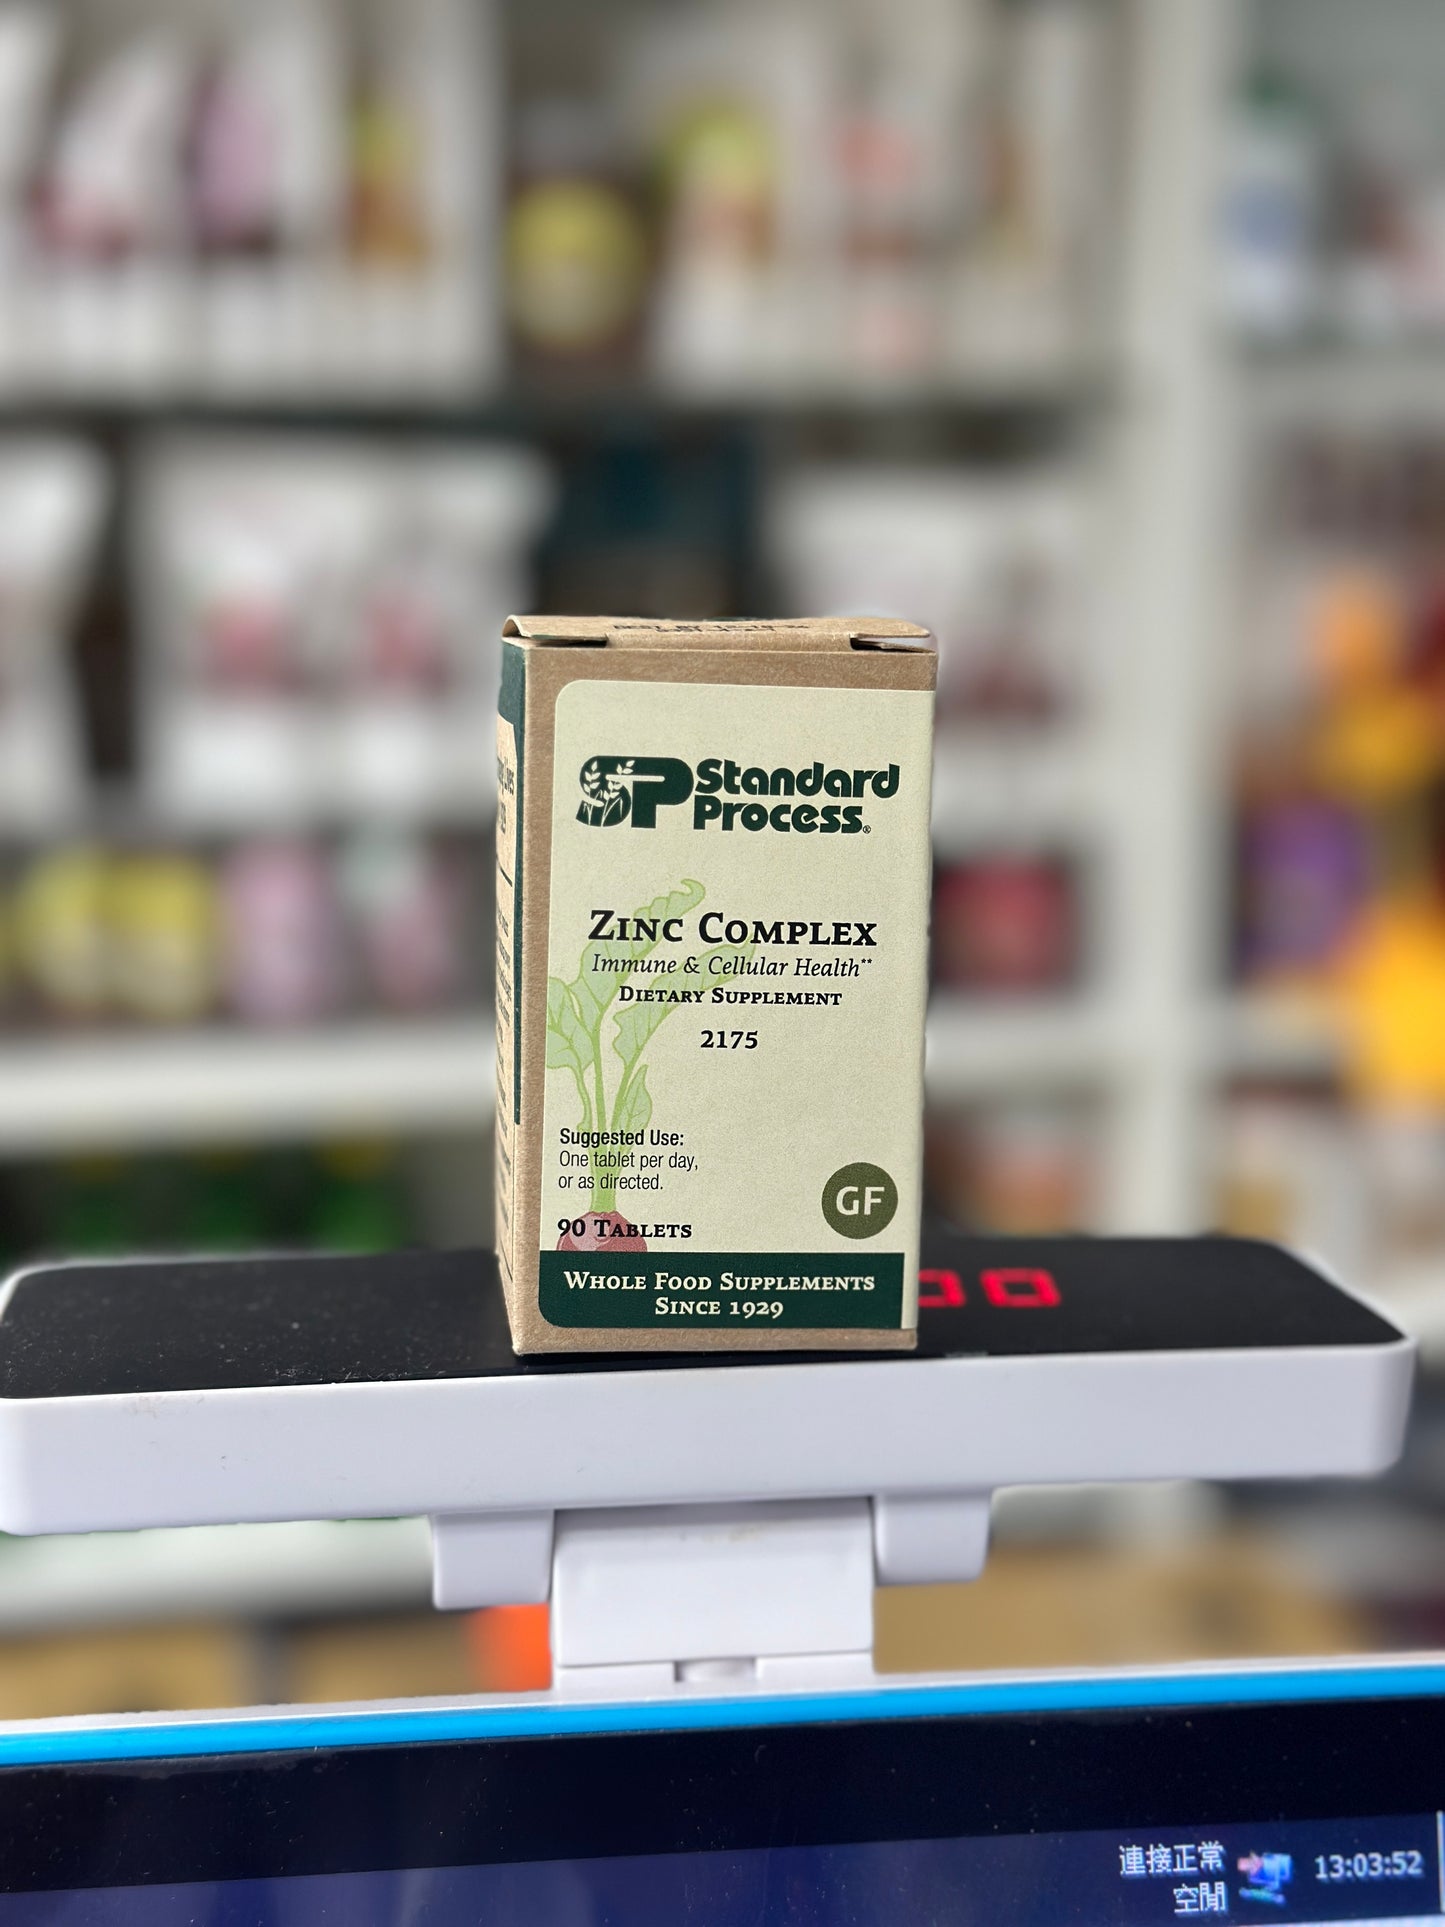 Standard
Process®
Zinc Complex
Immune & Cellular Health**
Dietary Supplement
2175
Suggested Use:
One tablet per day,
or as directed.
GF
90 Tablets
Whole Food Supplements
Since 1929
連接正常
空閒
13:03:52